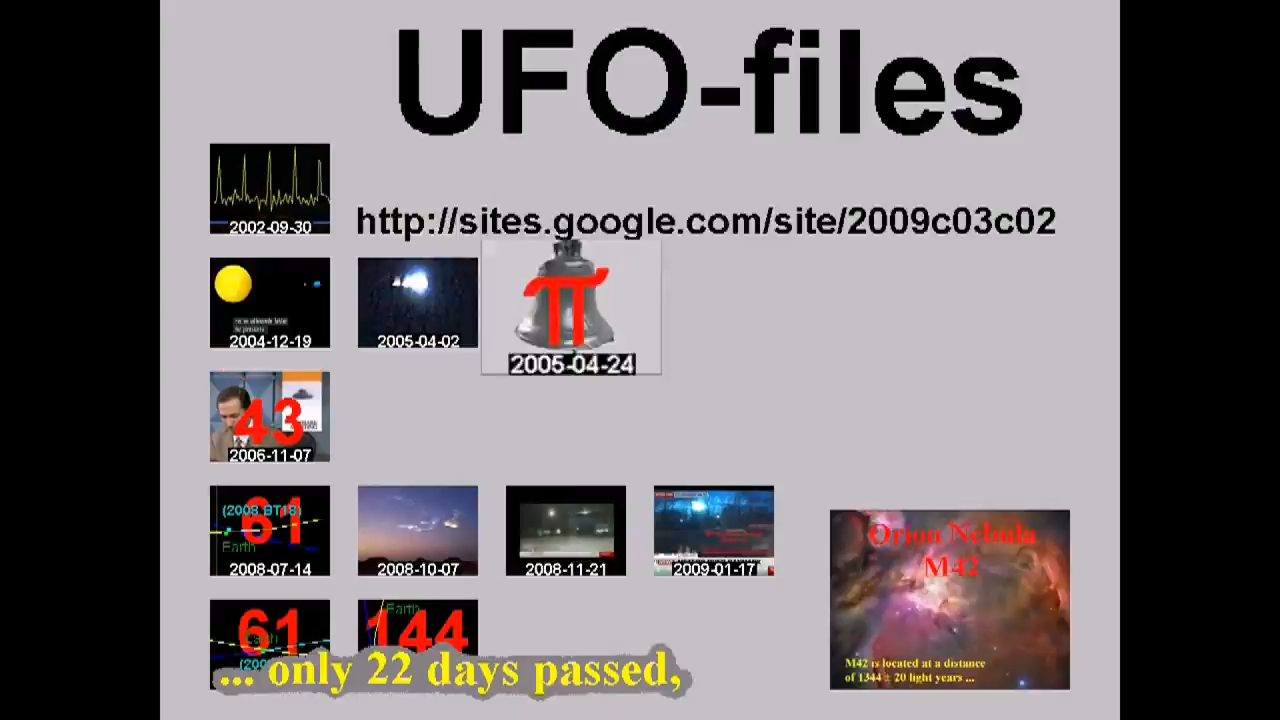 UFO-files
2002-09-30
http://sites.google.com/site/2009c03c02
2004-12-19
2005-04-02
π
2005-04-24
43
2006-11-07
61
(2008 BT18)
Earth
2008-07-14
2008-10-07
2008-11-21
2009-01-17
Orion Nebula
M42
M42 is located at a distance
of 1344 ± 20 light years ...
61
Earth
144
... only 22 days passed,